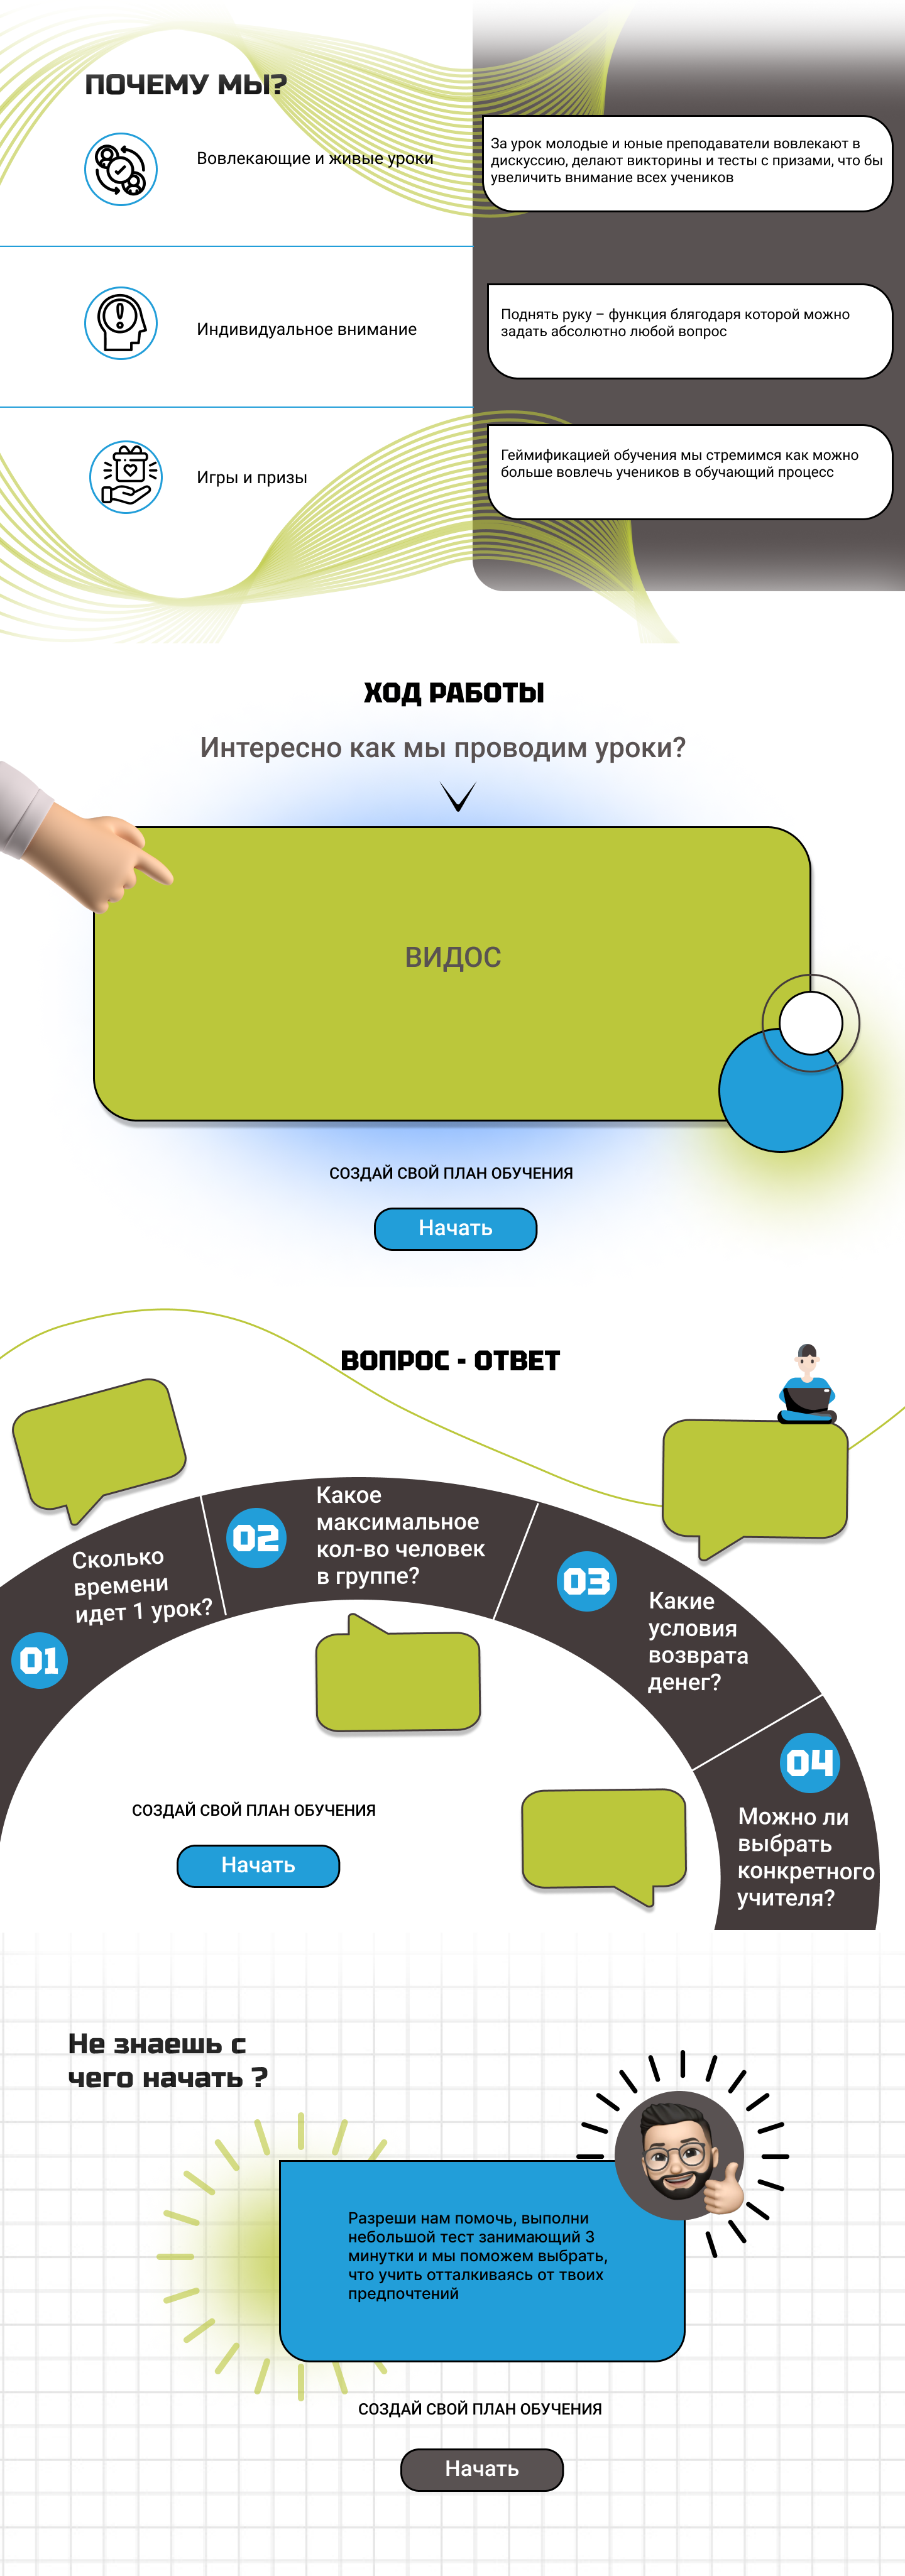 ПОЧЕМУ МЫ?
Вовлекающие и живые уроки
За урок молодые и юные преподаватели вовлекают в
дискуссию, делают викторины и тесты с призами, что бы
увеличить внимание всех учеников
Индивидуальное внимание
Поднять руку – функция блягодаря которой можно
задать абсолютно любой вопрос
Игры и призы
Геймификацией обучения мы стремимся как можно
больше вовлечь учеников в обучающий процесс
ХОД РАБОТЫ
Интересно как мы проводим уроки?
ВИДОС
СОЗДАЙ СВОЙ ПЛАН ОБУЧЕНИЯ
Начать
ВОПРОС - ОТВЕТ
01
Сколько
времени
идет 1 урок?
02
Какое
максимальное
кол-во человек
в группе?
03
Какие
условия
возврата
денег?
04
Можно ли
выбрать
конкретного
учителя?
СОЗДАЙ СВОЙ ПЛАН ОБУЧЕНИЯ
Начать
Не знаешь с
чего начать ?
Разреши нам помочь, выполни
небольшой тест занимающий 3
минутки и мы поможем выбрать,
что учить отталкиваясь от твоих
предпочтений
СОЗДАЙ СВОЙ ПЛАН ОБУЧЕНИЯ
Начать